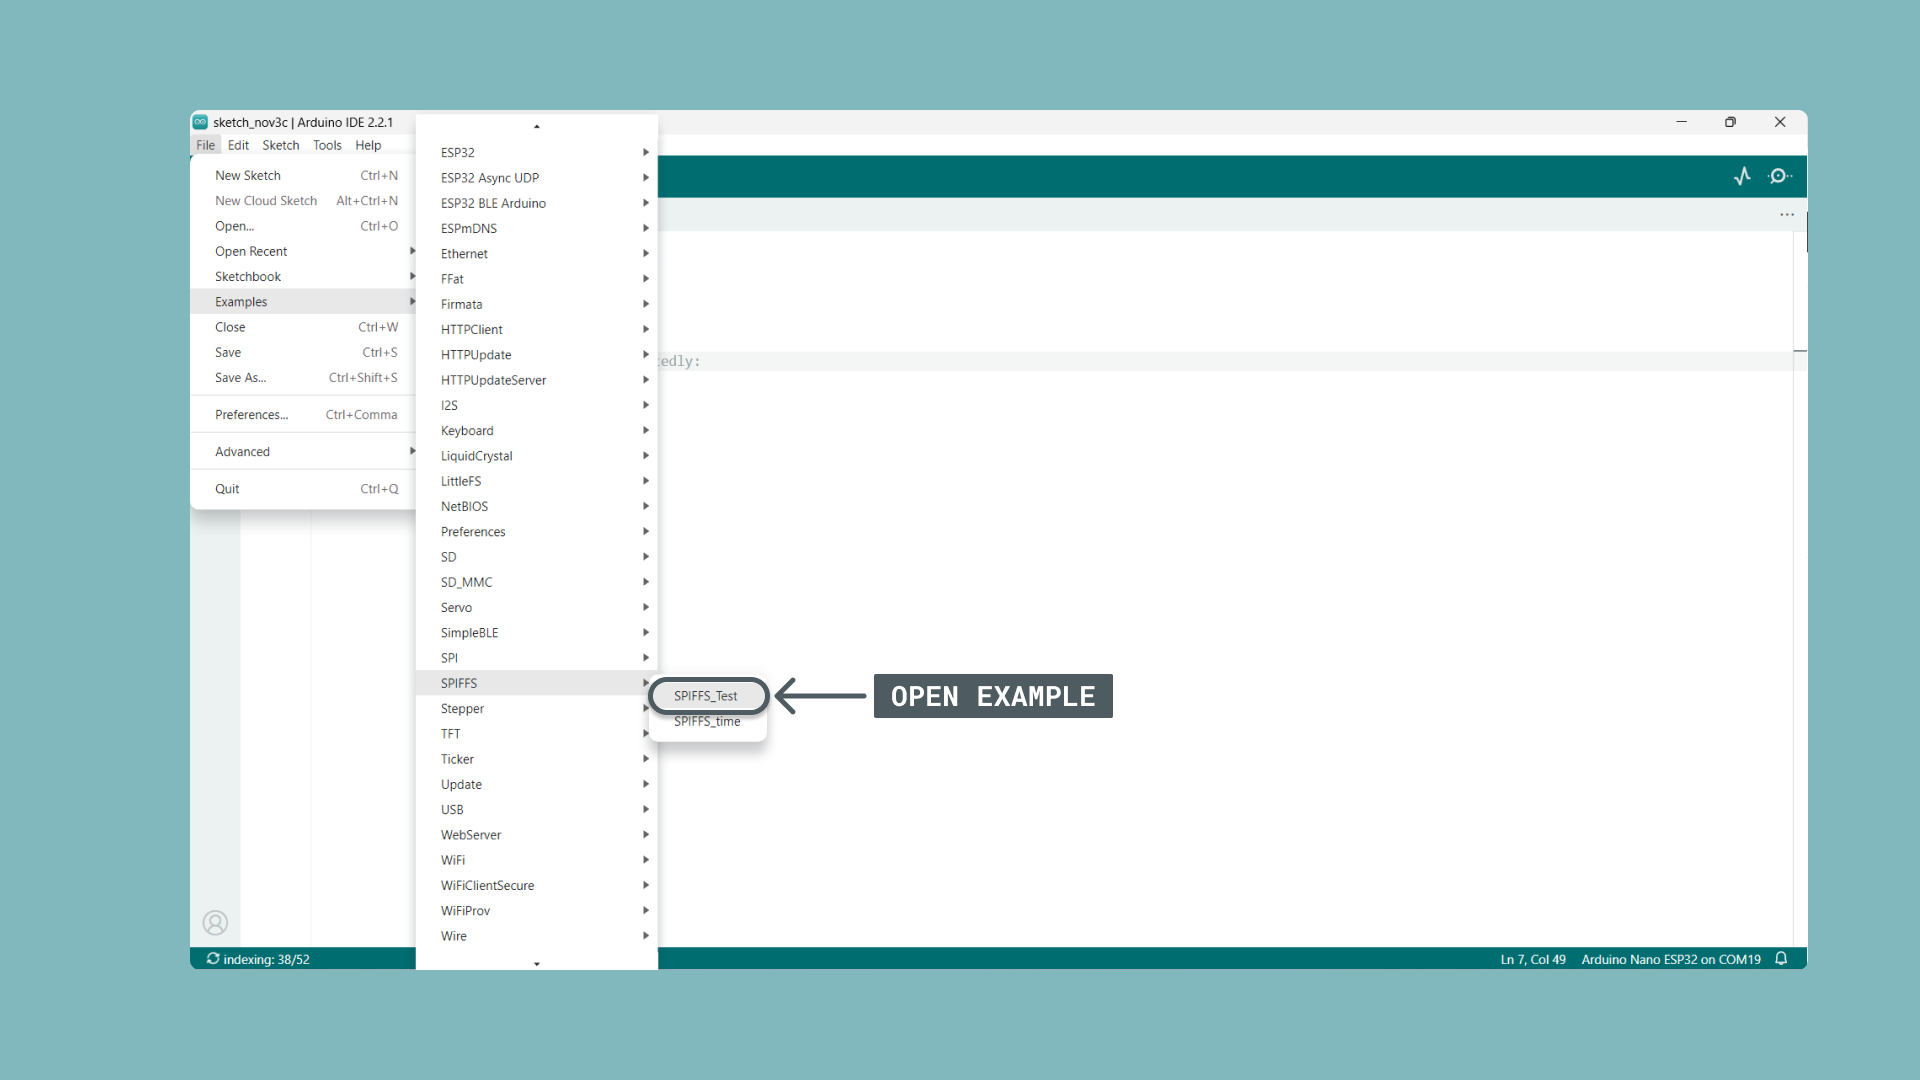 sketch_nov3c | Arduino IDE 2.2.1
File Edit Sketch Tools Help
New Sketch Ctrl+N
New Cloud Sketch Alt+Ctrl+N
Open... Ctrl+O
Open Recent
Sketchbook
Examples
Close Ctrl+W
Save Ctrl+S
Save As... Ctrl+Shift+S
Preferences... Ctrl+Comma
Advanced
Quit Ctrl+Q
ESP32
ESP32 Async UDP
ESP32 BLE Arduino
ESPmDNS
Ethernet
FFat
Firmata
HTTPClient
HTTPUpdate
HTTPUpdateServer
I2S
Keyboard
LiquidCrystal
LittleFS
NetBIOS
Preferences
SD
SD_MMC
Servo
SimpleBLE
SPI
SPIFFS
Stepper
TFT
Ticker
Update
USB
WebServer
WiFi
WiFiClientSecure
WiFiProv
Wire
SPIFFS_Test
SPIFFS_time
OPEN EXAMPLE
edly:
indexing: 38/52
Ln 7, Col 49 Arduino Nano ESP32 on COM19